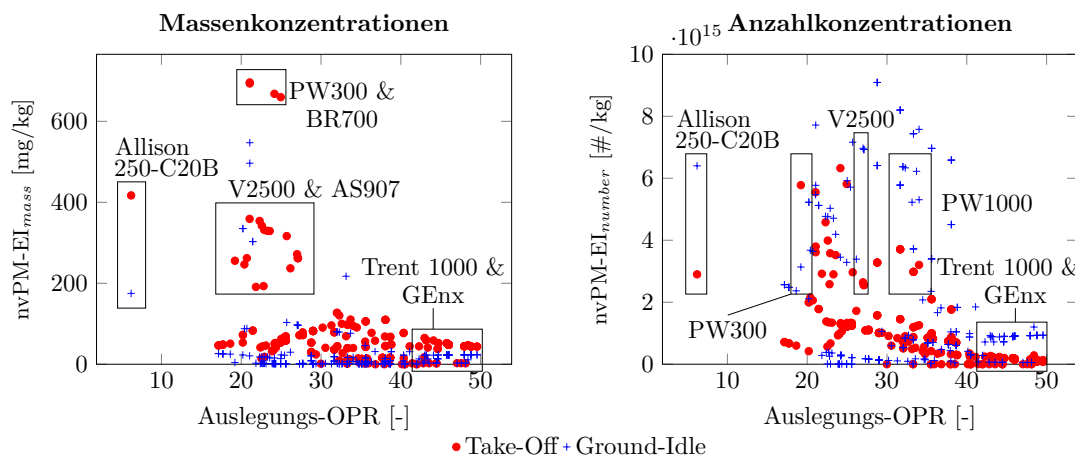 Massenkonzentrationen
nvPM-EI_mass [mg/kg]
600
400
200
0
10 20 30 40 50
Auslegungs-OPR [-]
Allison
250-C20B
PW300 &
BR700
V2500 & AS907
Trent 1000 &
GEnx
Anzahlkonzentrationen
·10^15
nvPM-EI_number [#/kg]
10
8
6
4
2
0
10 20 30 40 50
Auslegungs-OPR [-]
Allison
250-C20B
V2500
PW1000
PW300
Trent 1000 &
GEnx
Take-Off + Ground-Idle